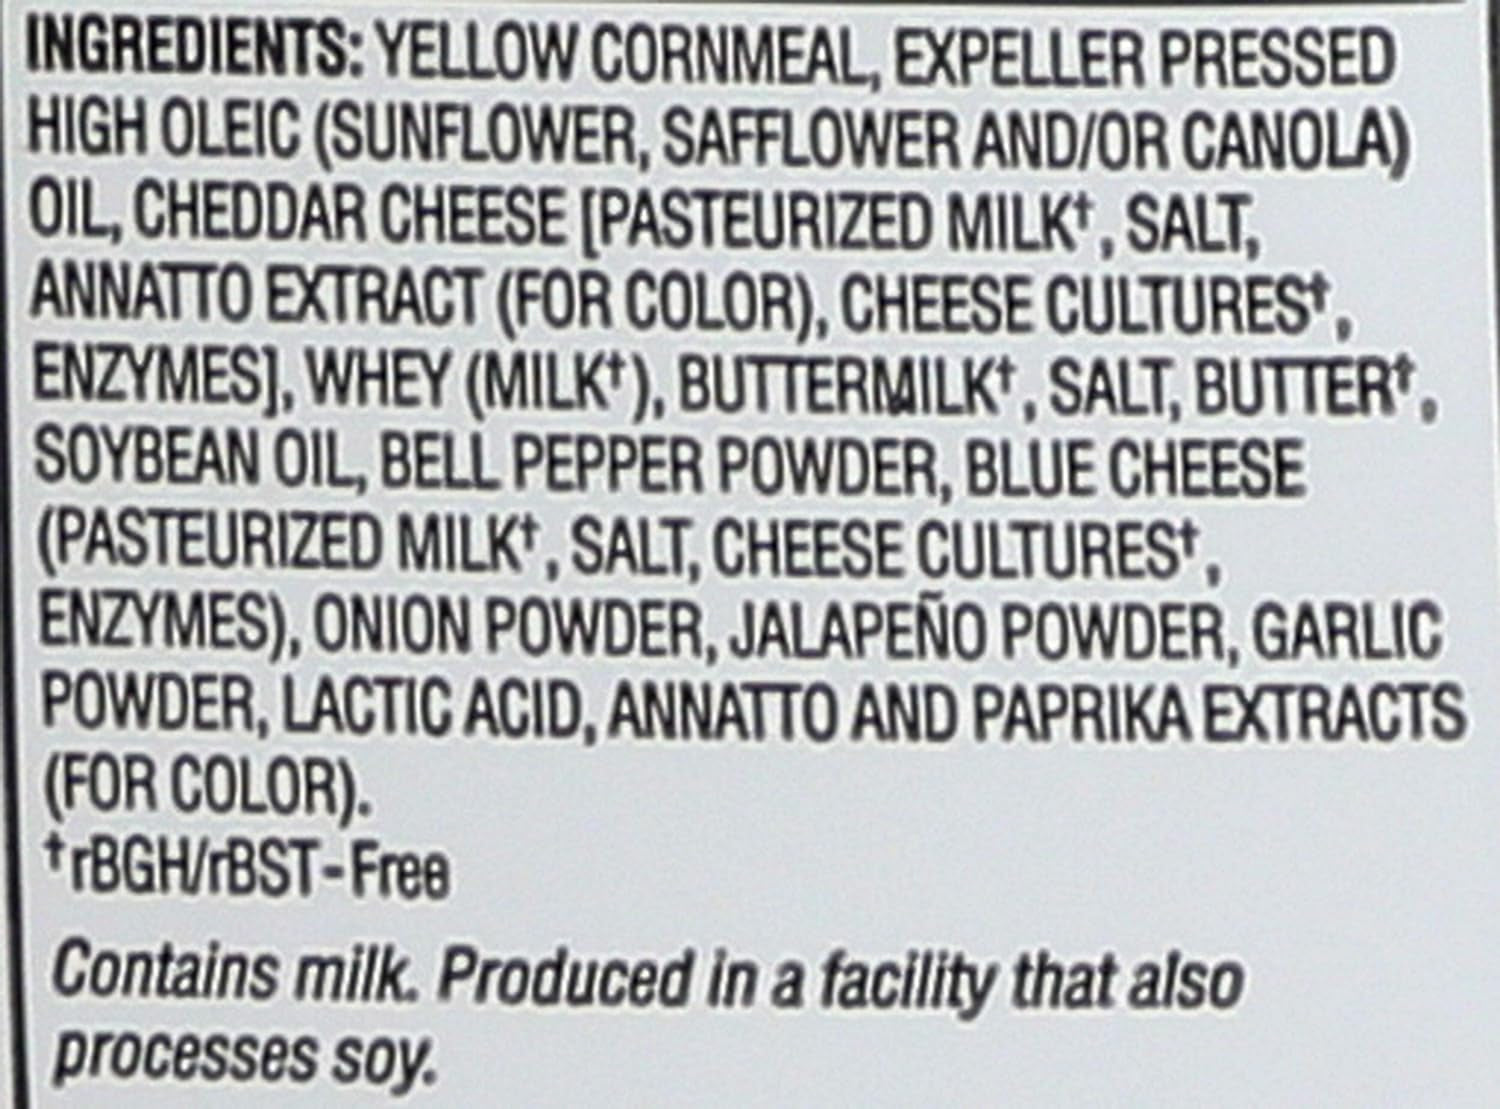 INGREDIENTS: YELLOW CORNMEAL, EXPELLER PRESSED
HIGH OLEIC (SUNFLOWER, SAFFLOWER AND/OR CANOLA)
OIL, CHEDDAR CHEESE [PASTEURIZED MILK†, SALT,
ANNATTO EXTRACT (FOR COLOR), CHEESE CULTURES†,
ENZYMES], WHEY (MILK†), BUTTERMILK†, SALT, BUTTER†,
SOYBEAN OIL, BELL PEPPER POWDER, BLUE CHEESE
(PASTEURIZED MILK†, SALT, CHEESE CULTURES†,
ENZYMES), ONION POWDER, JALAPEÑO POWDER, GARLIC
POWDER, LACTIC ACID, ANNATTO AND PAPRIKA EXTRACTS
(FOR COLOR).
†rBGH/rBST-Free
Contains milk. Produced in a facility that also
processes soy.